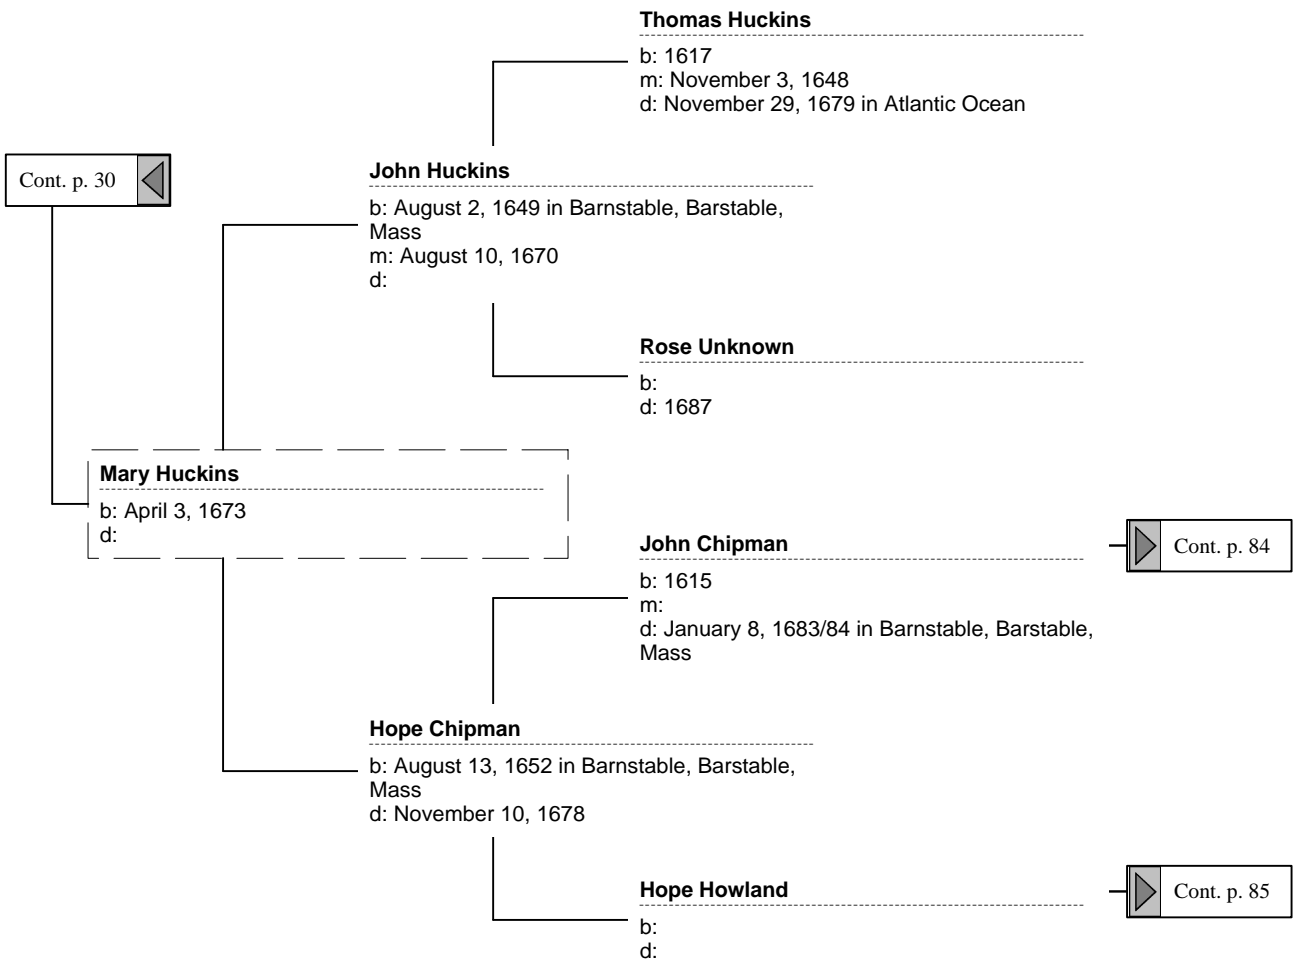 Thomas Huckins
b: 1617
m: November 3, 1648
d: November 29, 1679 in Atlantic Ocean
Cont. p. 30
John Huckins
b: August 2, 1649 in Barnstable, Barstable,
Mass
m: August 10, 1670
d:
Rose Unknown
b:
d: 1687
Mary Huckins
b: April 3, 1673
d:
John Chipman
b: 1615
m:
d: January 8, 1683/84 in Barnstable, Barstable,
Mass
Cont. p. 84
Hope Chipman
b: August 13, 1652 in Barnstable, Barstable,
Mass
d: November 10, 1678
Hope Howland
b:
d:
Cont. p. 85